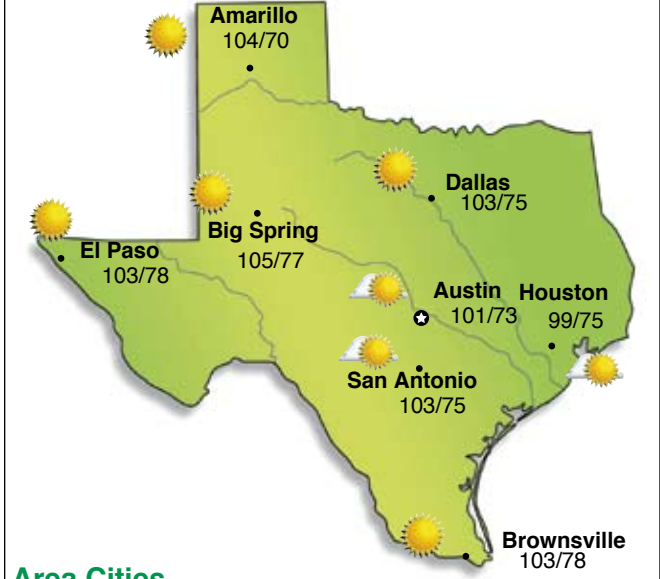 Amarillo
104/70
Dallas
103/75
Big Spring
105/77
El Paso
103/78
Austin
101/73
Houston
99/75
San Antonio
103/75
Brownsville
103/78
Area Cities